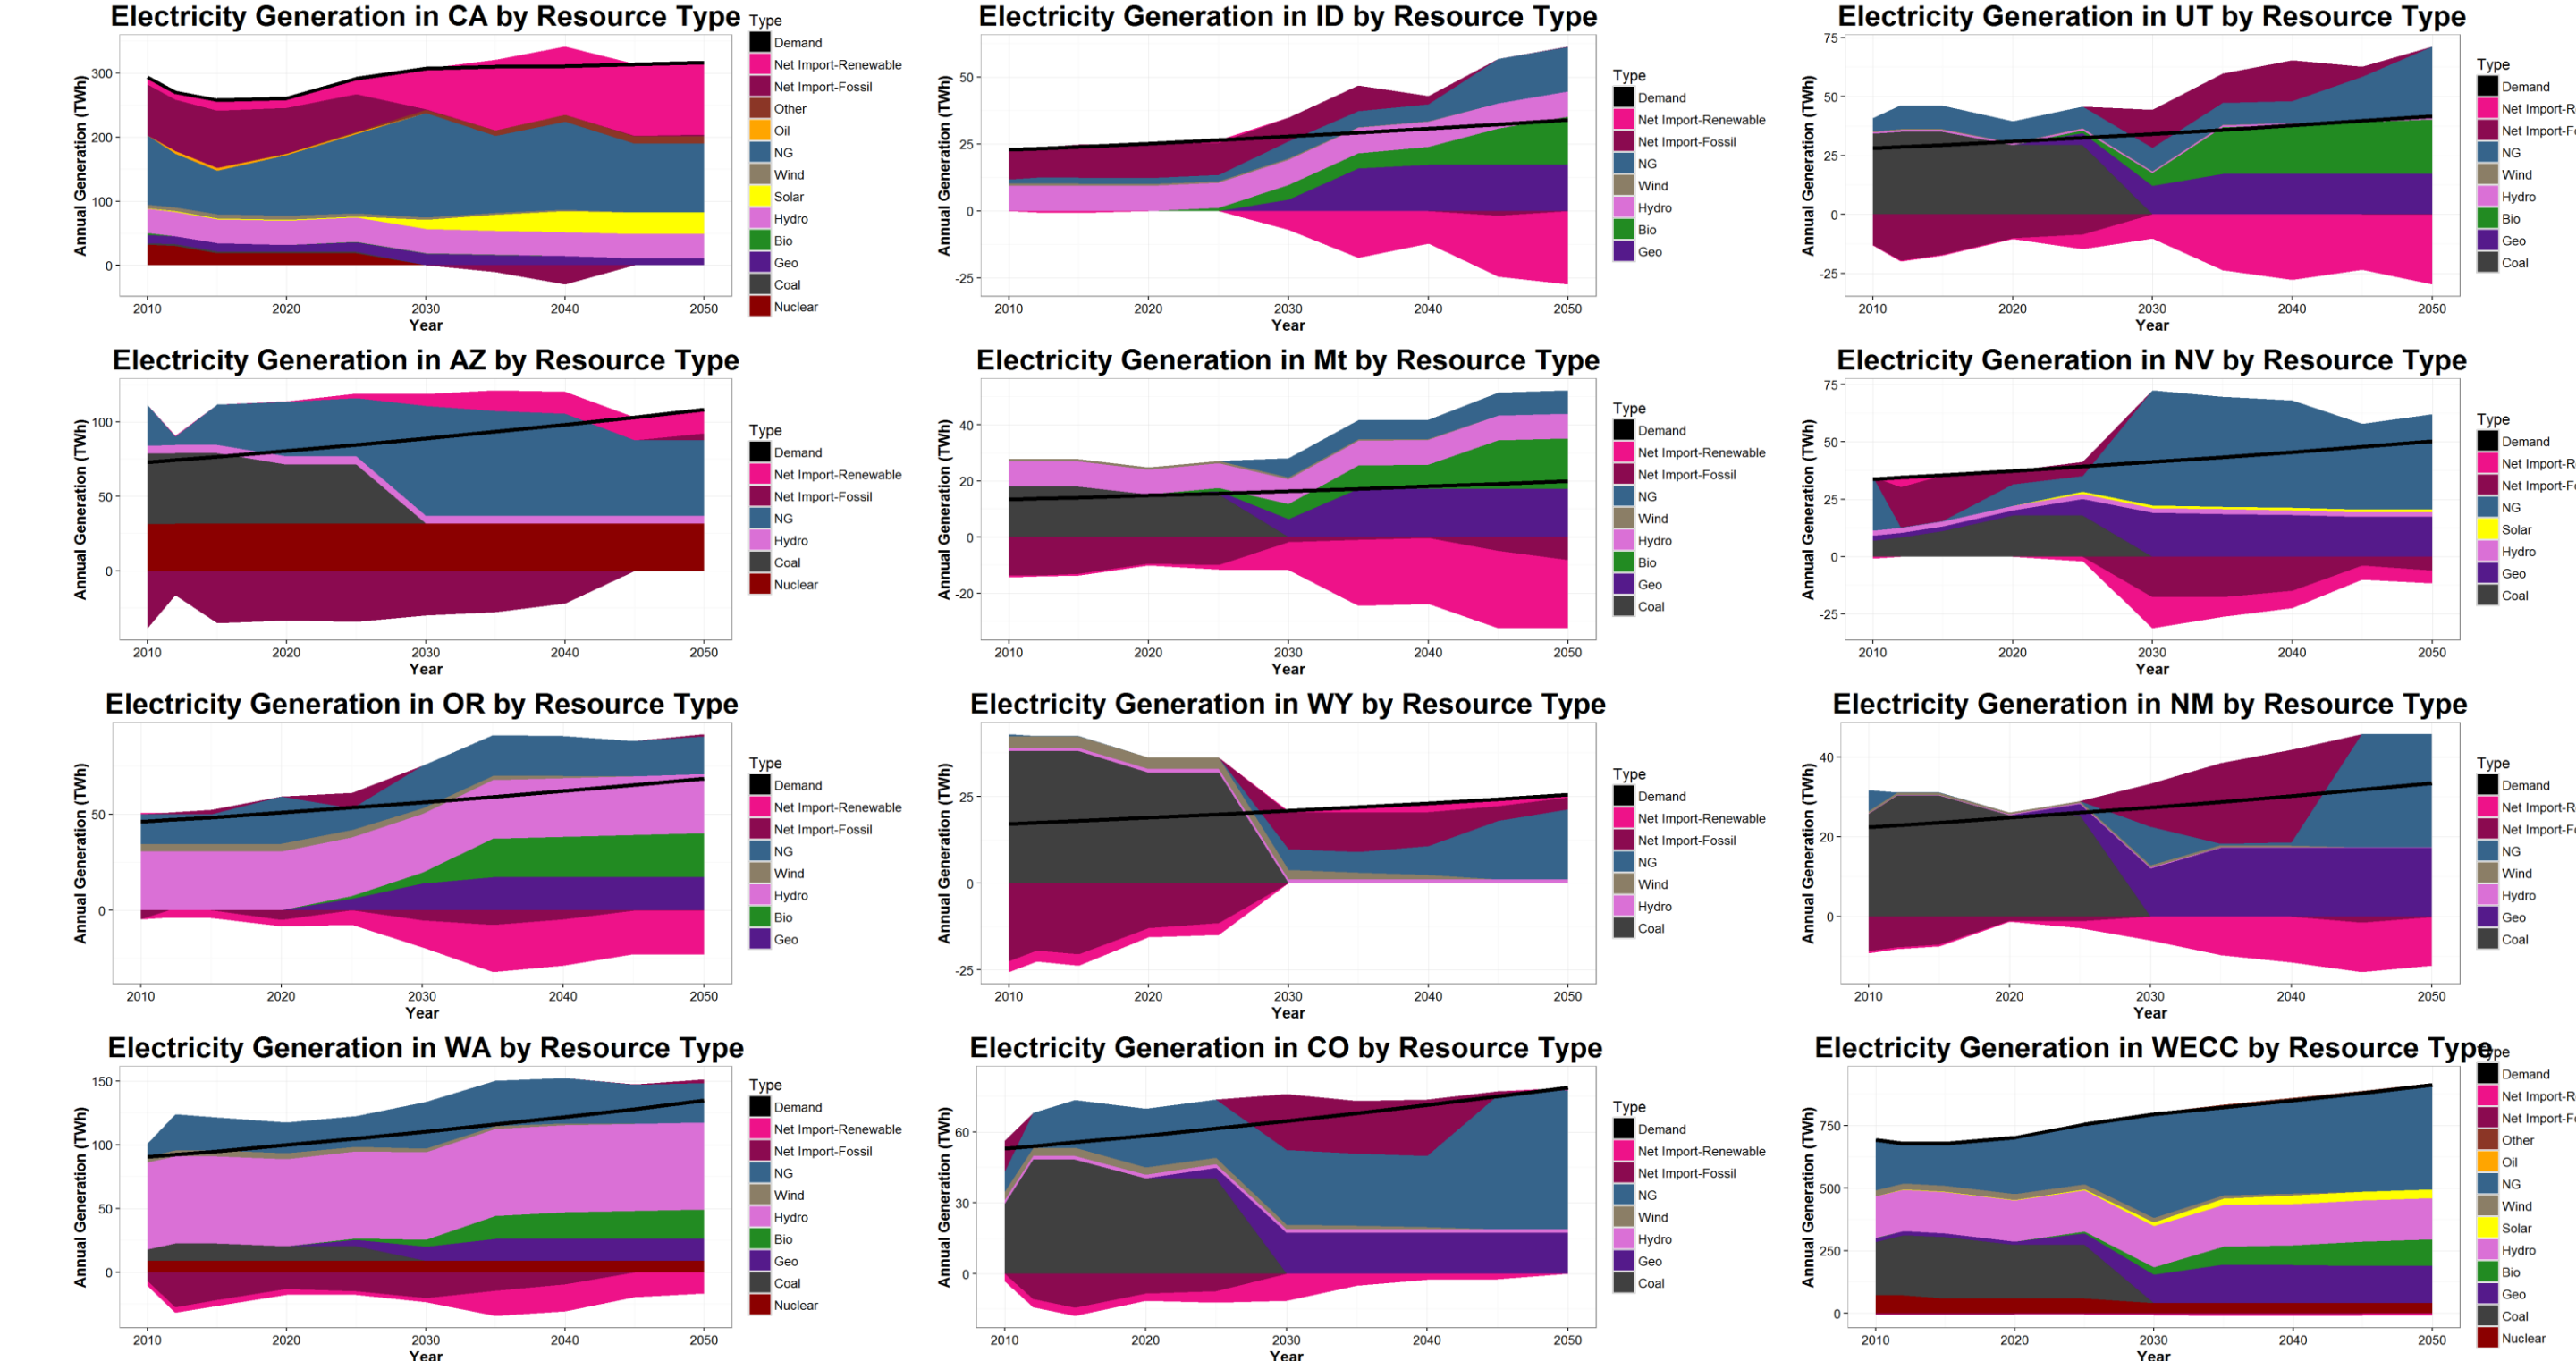 Electricity Generation in CA by Resource Type
Annual Generation (TWh)
300
200
100
0
2010 2020 2030 2040 2050
Year
Type
Demand
Net Import-Renewable
Net Import-Fossil
Other
Oil
NG
Wind
Solar
Hydro
Bio
Geo
Coal
Nuclear
Electricity Generation in ID by Resource Type
Annual Generation (TWh)
50
25
0
-25
2010 2020 2030 2040 2050
Year
Type
Demand
Net Import-Renewable
Net Import-Fossil
NG
Wind
Hydro
Bio
Geo
Electricity Generation in UT by Resource Type
Annual Generation (TWh)
75
50
25
0
-25
2010 2020 2030 2040 2050
Year
Type
Demand
Net Import-R
Net Import-Fo
NG
Wind
Hydro
Bio
Geo
Coal
Electricity Generation in AZ by Resource Type
Annual Generation (TWh)
100
50
0
2010 2020 2030 2040 2050
Year
Type
Demand
Net Import-Renewable
Net Import-Fossil
NG
Hydro
Coal
Nuclear
Electricity Generation in Mt by Resource Type
Annual Generation (TWh)
40
20
0
-20
2010 2020 2030 2040 2050
Year
Type
Demand
Net Import-Renewable
Net Import-Fossil
NG
Wind
Hydro
Bio
Geo
Coal
Electricity Generation in NV by Resource Type
Annual Generation (TWh)
75
50
25
0
-25
2010 2020 2030 2040 2050
Year
Type
Demand
Net Import-R
Net Import-Fo
NG
Solar
Hydro
Geo
Coal
Electricity Generation in OR by Resource Type
Annual Generation (TWh)
50
0
2010 2020 2030 2040 2050
Year
Type
Demand
Net Import-Renewable
Net Import-Fossil
NG
Wind
Hydro
Bio
Geo
Electricity Generation in WY by Resource Type
Annual Generation (TWh)
25
0
-25
2010 2020 2030 2040 2050
Year
Type
Demand
Net Import-Renewable
Net Import-Fossil
NG
Wind
Hydro
Coal
Electricity Generation in NM by Resource Type
Annual Generation (TWh)
40
20
0
2010 2020 2030 2040 2050
Year
Type
Demand
Net Import-R
Net Import-Fo
NG
Wind
Hydro
Geo
Coal
Electricity Generation in WA by Resource Type
Annual Generation (TWh)
150
100
50
0
2010 2020 2030 2040 2050
Year
Type
Demand
Net Import-Renewable
Net Import-Fossil
NG
Wind
Hydro
Bio
Geo
Coal
Nuclear
Electricity Generation in CO by Resource Type
Annual Generation (TWh)
60
30
0
2010 2020 2030 2040 2050
Year
Type
Demand
Net Import-Renewable
Net Import-Fossil
NG
Wind
Hydro
Geo
Coal
Electricity Generation in WECC by Resource Type
Annual Generation (TWh)
750
500
250
0
2010 2020 2030 2040 2050
Year
Type
Demand
Net Import-R
Net Import-Fo
Other
Oil
NG
Wind
Solar
Hydro
Bio
Geo
Coal
Nuclear